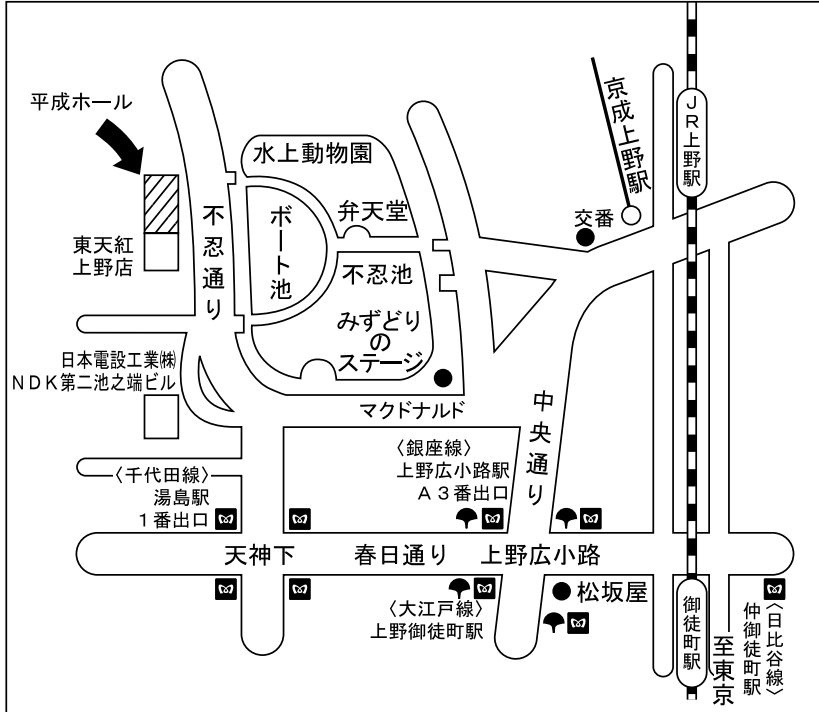 平成ホール
東天紅
上野店
不忍通り
水上動物園
ボート池
弁天堂
不忍池
みずどり
の
ステージ
京成上野駅
交番
JR上野駅
日本電設工業㈱
NDK第二池之端ビル
マクドナルド
中央通り
〈銀座線〉
上野広小路駅
A3番出口
〈千代田線〉
湯島駅
1番出口
天神下
春日通り
上野広小路
〈大江戸線〉
上野御徒町駅
松坂屋
御徒町駅
至東京
〈日比谷線〉
仲御徒町駅